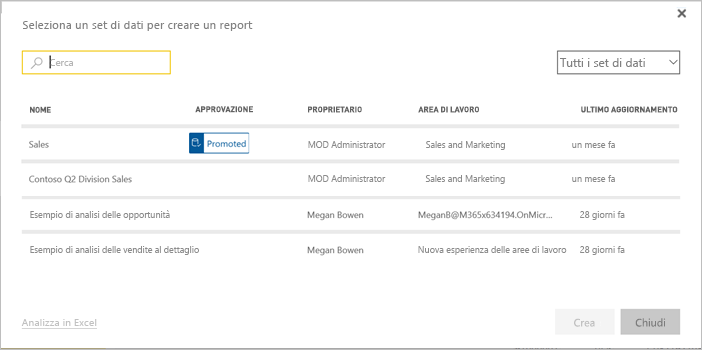 Seleziona un set di dati per creare un report
Cerca
Tutti i set di dati
NOME APPROVAZIONE PROPRIETARIO AREA DI LAVORO ULTIMO AGGIORNAMENTO
Sales Promoted MOD Administrator Sales and Marketing un mese fa
Contoso Q2 Division Sales MOD Administrator Sales and Marketing un mese fa
Esempio di analisi delle opportunità Megan Bowen MeganB@M365x634194.OnMicr... 28 giorni fa
Esempio di analisi delle vendite al dettaglio Megan Bowen Nuova esperienza delle aree di lavoro 28 giorni fa
Analizza in Excel
Crea
Chiudi